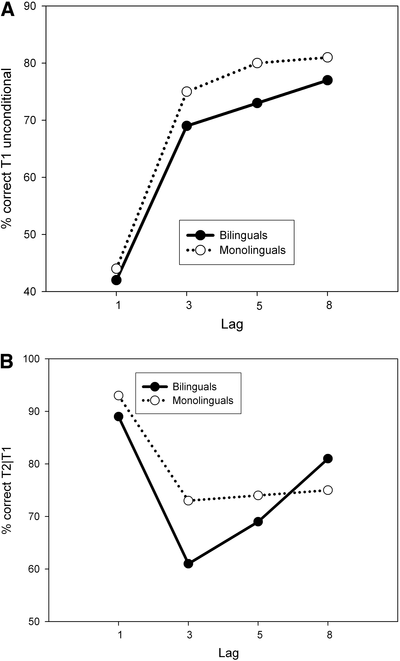 A
% correct T1 unconditional
90
80
70
60
50
40
Bilinguals
Monolinguals
1 3 5 8
Lag
B
% correct T2|T1
100
90
80
70
60
50
Bilinguals
Monolinguals
1 3 5 8
Lag